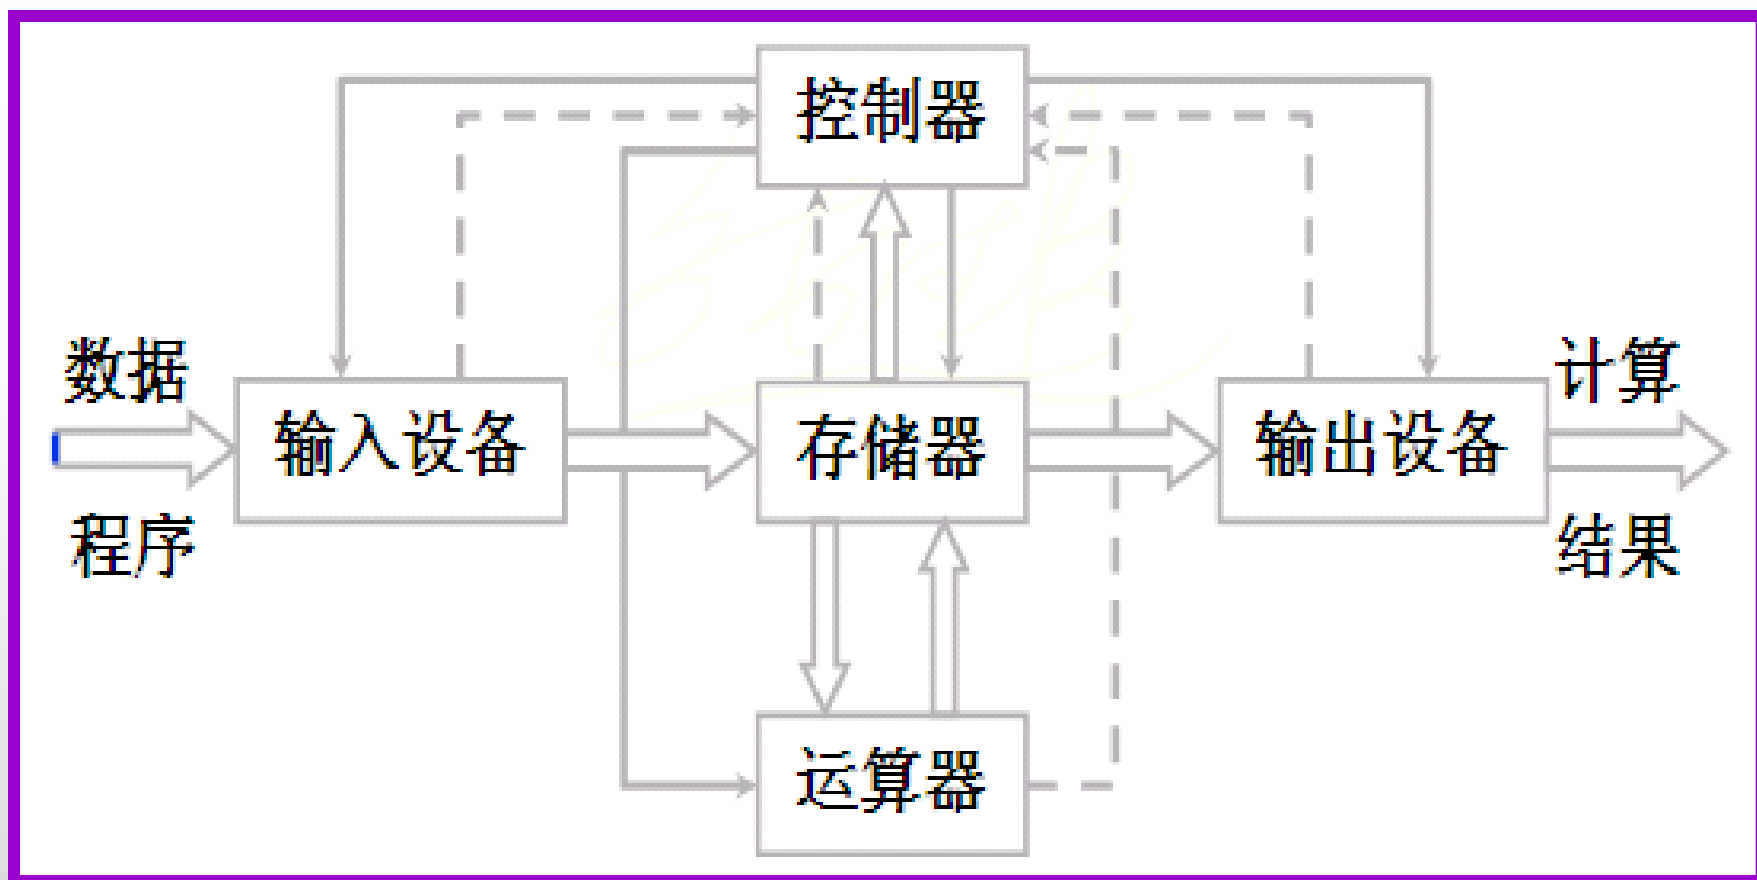 控制器
数据
程序
输入设备
存储器
输出设备
计算
结果
运算器